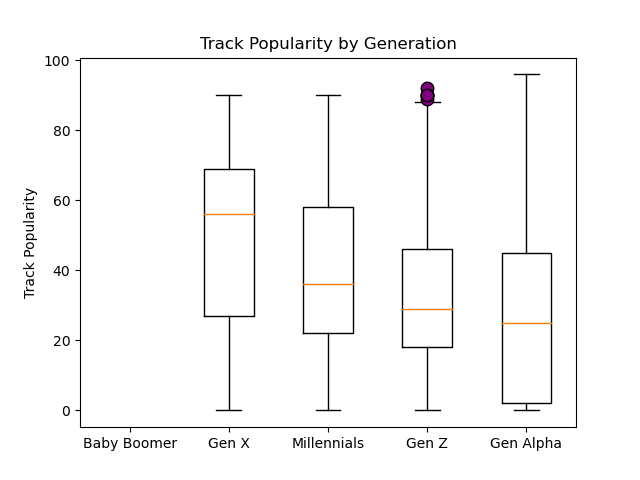 Track Popularity by Generation
Track Popularity
100
80
60
40
20
0
Baby Boomer
Gen X
Millennials
Gen Z
Gen Alpha